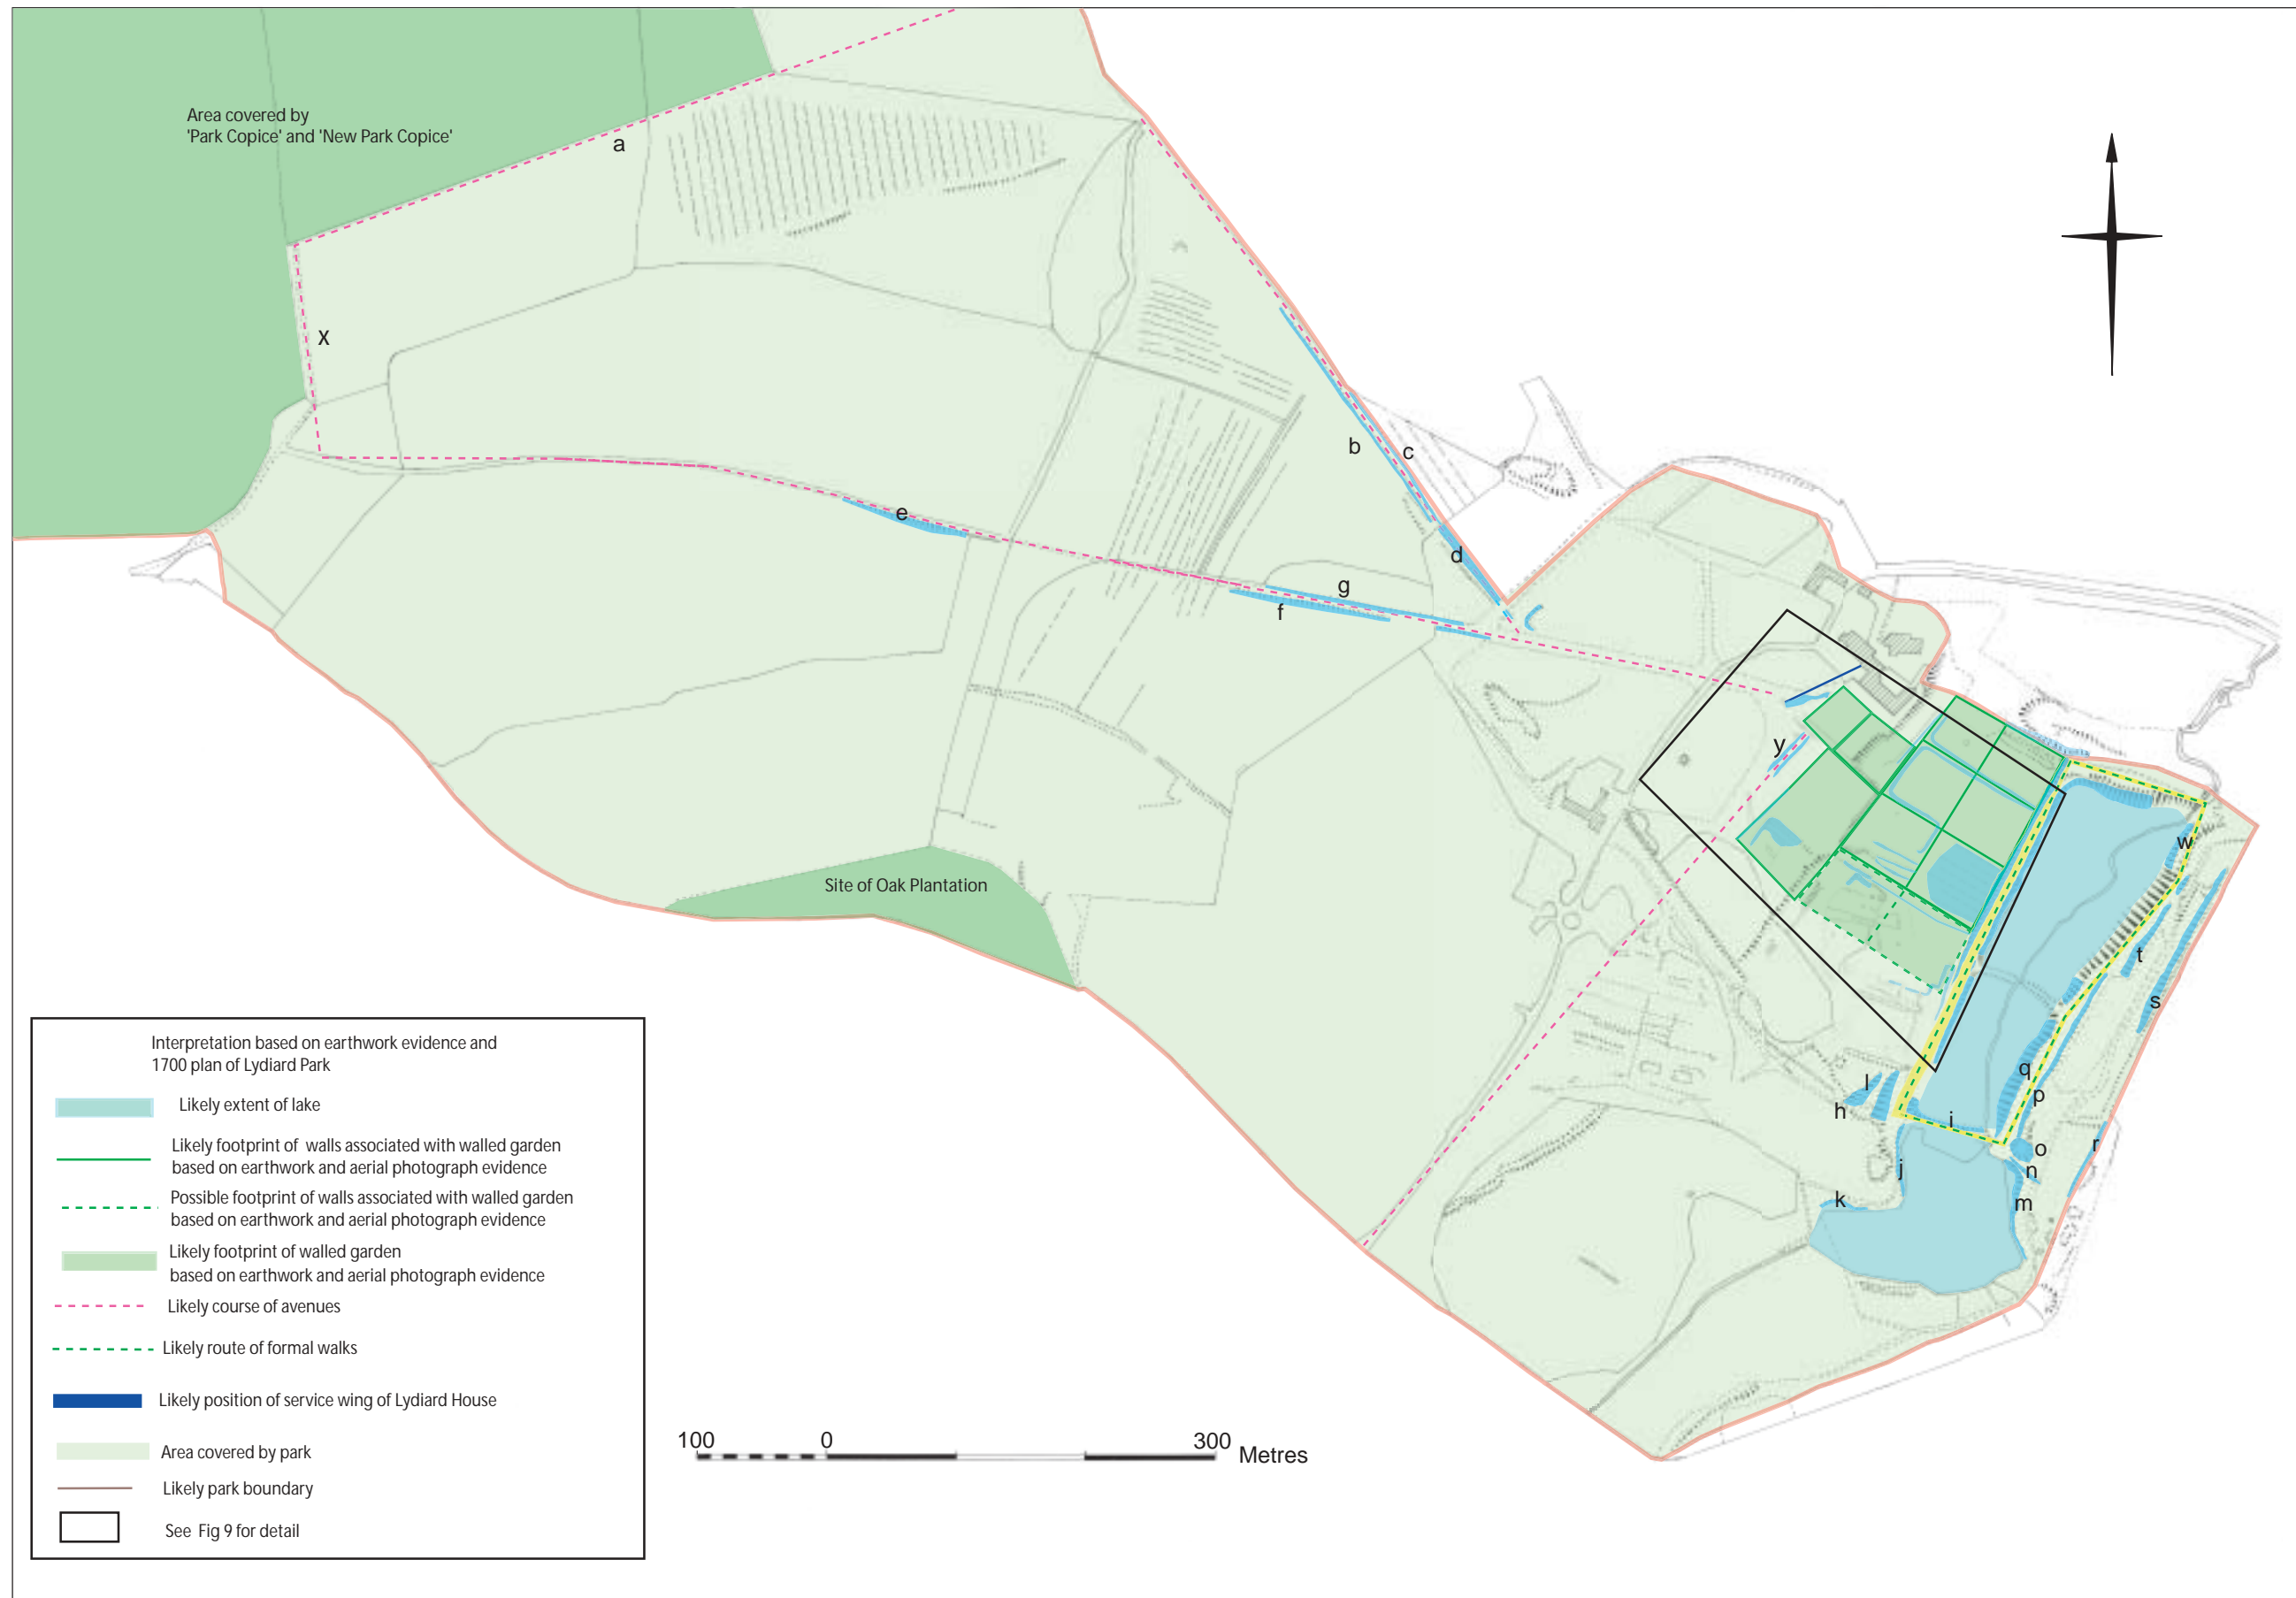 Area covered by
'Park Copice' and 'New Park Copice'
a
x
b
c
d
e
g
f
y
Site of Oak Plantation
w
t
s
q
p
l
h
i
o
r
n
j
k
m
Interpretation based on earthwork evidence and
1700 plan of Lydiard Park
Likely extent of lake
Likely footprint of walls associated with walled garden
based on earthwork and aerial photograph evidence
Possible footprint of walls associated with walled garden
based on earthwork and aerial photograph evidence
Likely footprint of walled garden
based on earthwork and aerial photograph evidence
Likely course of avenues
Likely route of formal walks
Likely position of service wing of Lydiard House
Area covered by park
Likely park boundary
See Fig 9 for detail
100 0 300 Metres